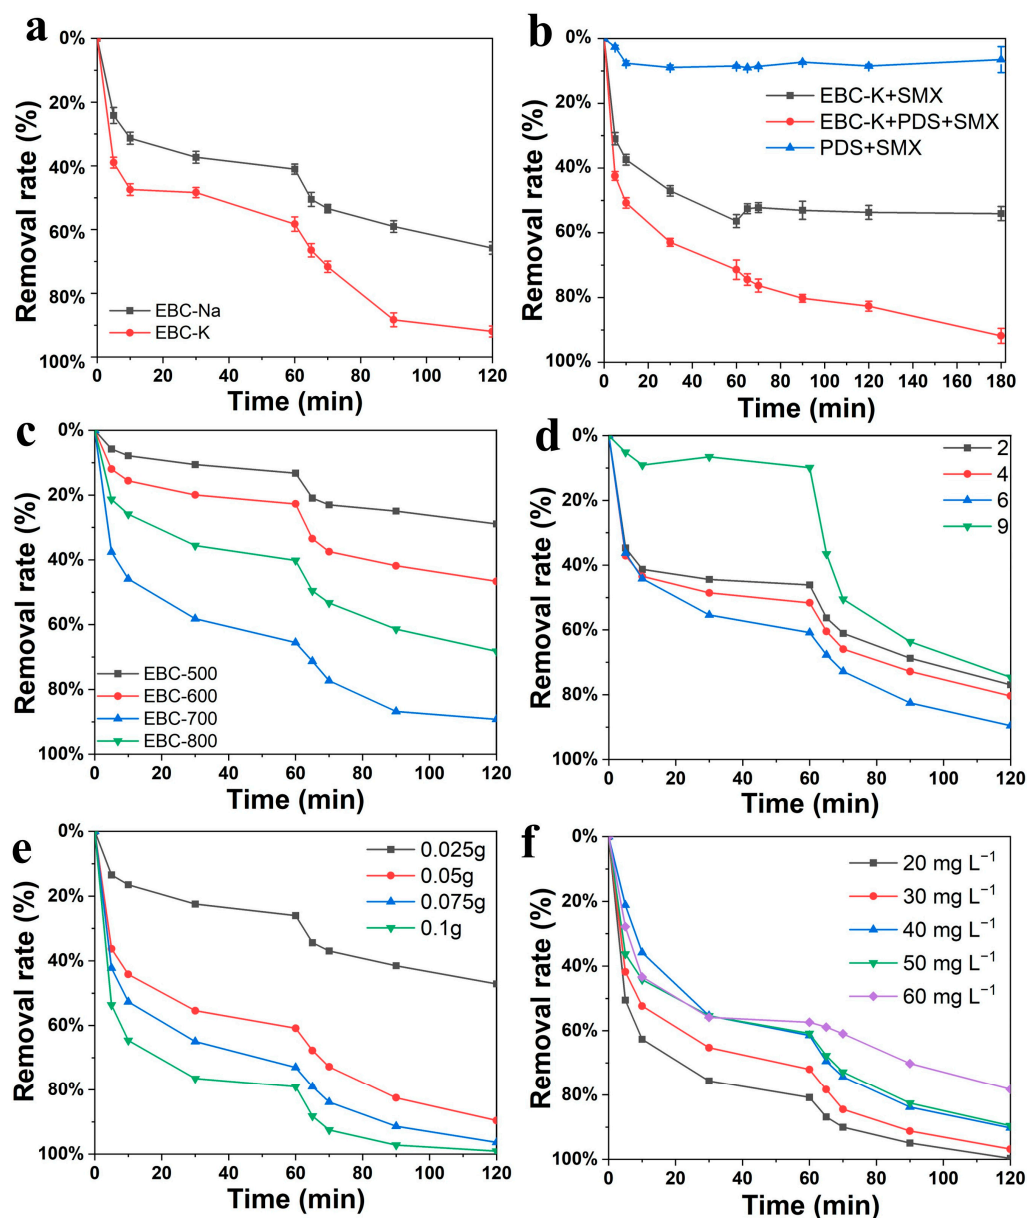 a
0%
20%
40%
60%
80%
100%
Removal rate (%)
EBC-Na
EBC-K
0 20 40 60 80 100 120
Time (min)
b
0%
20%
40%
60%
80%
100%
Removal rate (%)
EBC-K+SMX
EBC-K+PDS+SMX
PDS+SMX
0 20 40 60 80 100 120 140 160 180
Time (min)
c
0%
20%
40%
60%
80%
100%
Removal rate (%)
EBC-500
EBC-600
EBC-700
EBC-800
0 20 40 60 80 100 120
Time (min)
d
0%
20%
40%
60%
80%
100%
Removal rate (%)
2
4
6
9
0 20 40 60 80 100 120
Time (min)
e
0%
20%
40%
60%
80%
100%
Removal rate (%)
0.025g
0.05g
0.075g
0.1g
0 20 40 60 80 100 120
Time (min)
f
0%
20%
40%
60%
80%
100%
Removal rate (%)
20 mg L⁻¹
30 mg L⁻¹
40 mg L⁻¹
50 mg L⁻¹
60 mg L⁻¹
0 20 40 60 80 100 120
Time (min)